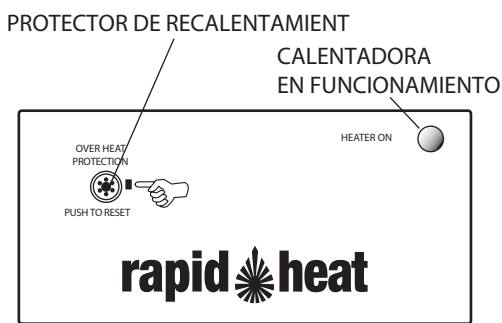 PROTECTOR DE RECALENTAMIENT
CALENTADORA
EN FUNCIONAMIENTO
OVER HEAT
PROTECTION
HEATER ON
PUSH TO RESET
rapid heat